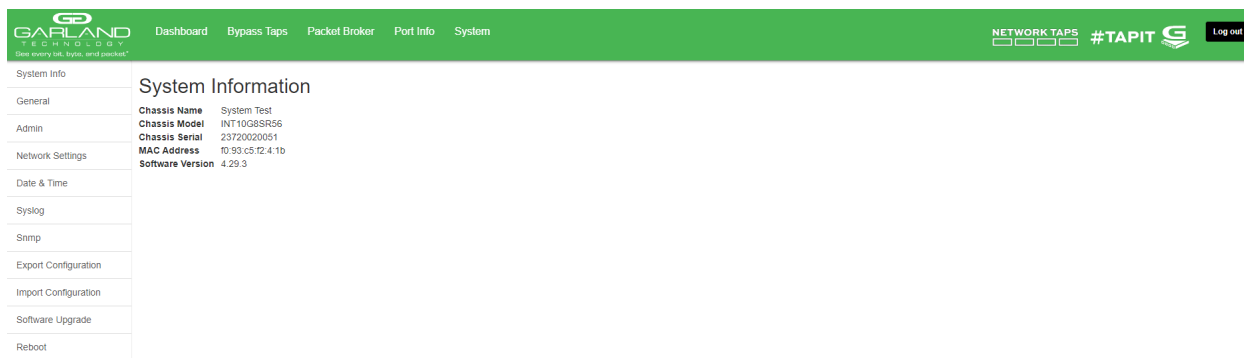 GARLAND
TECHNOLOGY
See every bit, byte, and packet.®
Dashboard Bypass Taps Packet Broker Port Info System
NETWORK TAPS
#TAPIT
Log out
System Info
General
Admin
Network Settings
Date & Time
Syslog
Snmp
Export Configuration
Import Configuration
Software Upgrade
Reboot
System Information
Chassis Name System Test
Chassis Model INT10G8SR56
Chassis Serial 23720020051
MAC Address f0:93:c5:f2:4:1b
Software Version 4.29.3